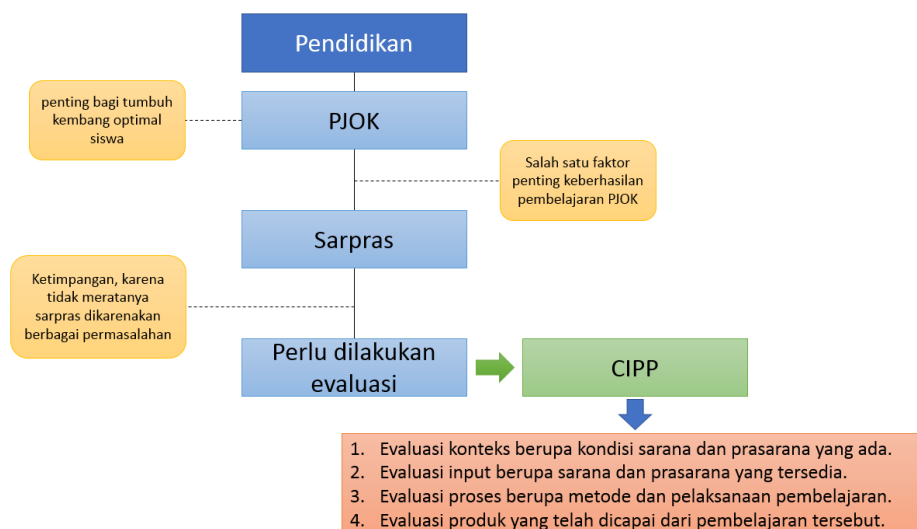 Pendidikan
penting bagi tumbuh
kembang optimal
siswa
PJOK
Salah satu faktor
penting keberhasilan
pembelajaran PJOK
Sarpras
Ketimpangan, karena
tidak meratanya
sarpras dikarenakan
berbagai permasalahan
Perlu dilakukan
evaluasi
CIPP
1. Evaluasi konteks berupa kondisi sarana dan prasarana yang ada.
2. Evaluasi input berupa sarana dan prasarana yang tersedia.
3. Evaluasi proses berupa metode dan pelaksanaan pembelajaran.
4. Evaluasi produk yang telah dicapai dari pembelajaran tersebut.